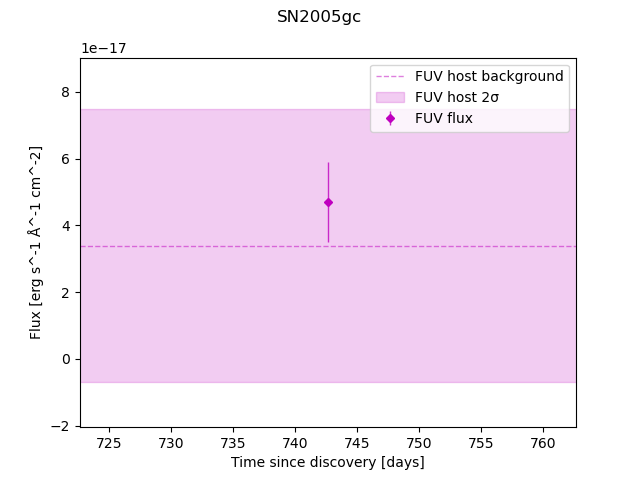 SN2005gc
1e−17
FUV host background
FUV host 2σ
FUV flux
8
6
4
2
0
−2
Flux [erg s^-1 Å^-1 cm^-2]
725 730 735 740 745 750 755 760
Time since discovery [days]